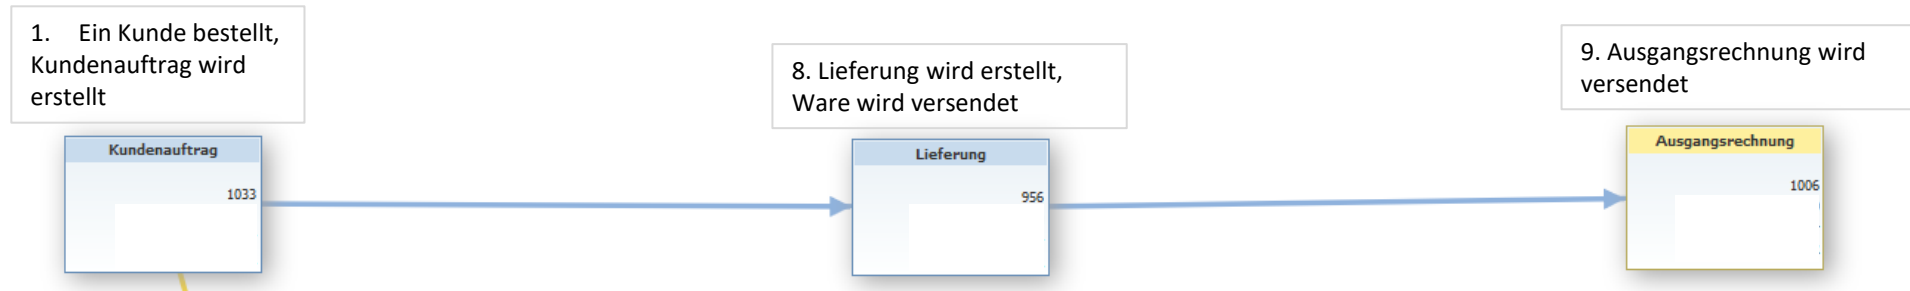 1. Ein Kunde bestellt,
Kundenauftrag wird
erstellt
8. Lieferung wird erstellt,
Ware wird versendet
9. Ausgangsrechnung wird
versendet
Kundenauftrag
1033
Lieferung
956
Ausgangsrechnung
1006